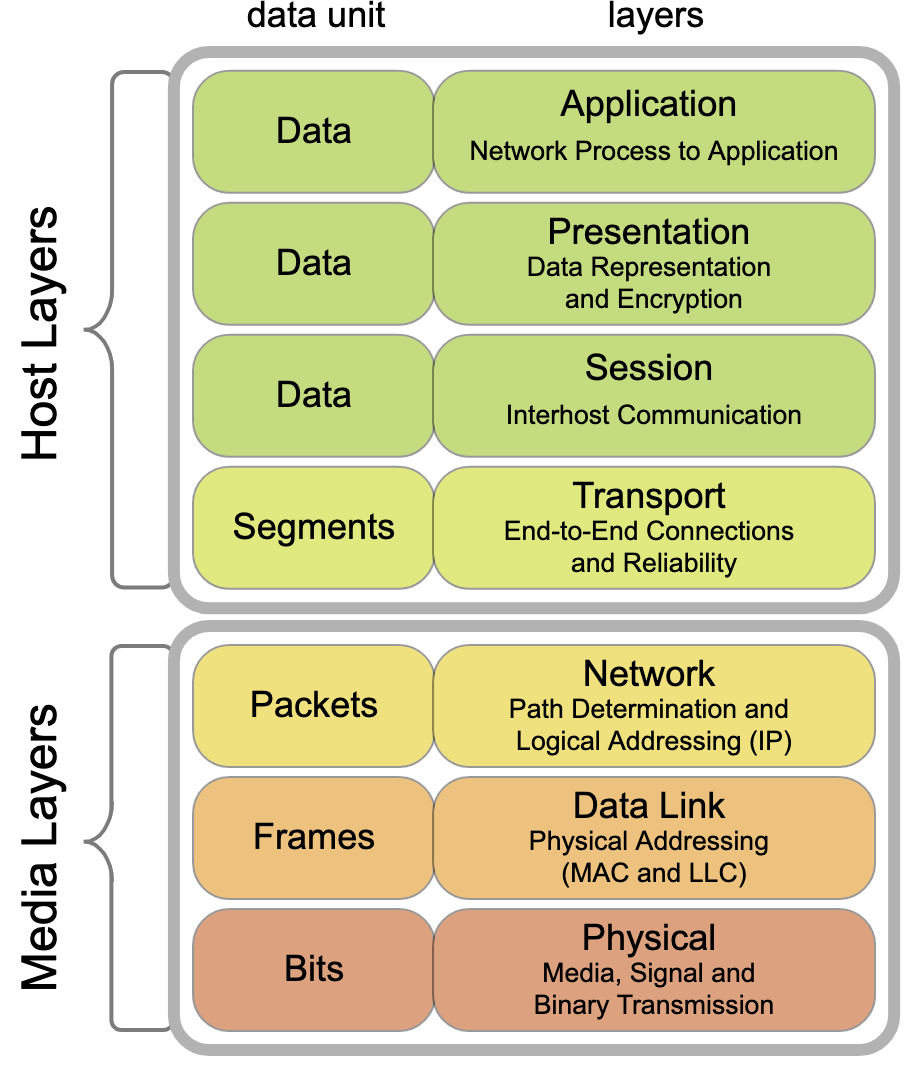 data unit
layers
Host Layers
Data
Application
Network Process to Application
Data
Presentation
Data Representation
and Encryption
Data
Session
Interhost Communication
Segments
Transport
End-to-End Connections
and Reliability
Media Layers
Packets
Network
Path Determination and
Logical Addressing (IP)
Frames
Data Link
Physical Addressing
(MAC and LLC)
Bits
Physical
Media, Signal and
Binary Transmission